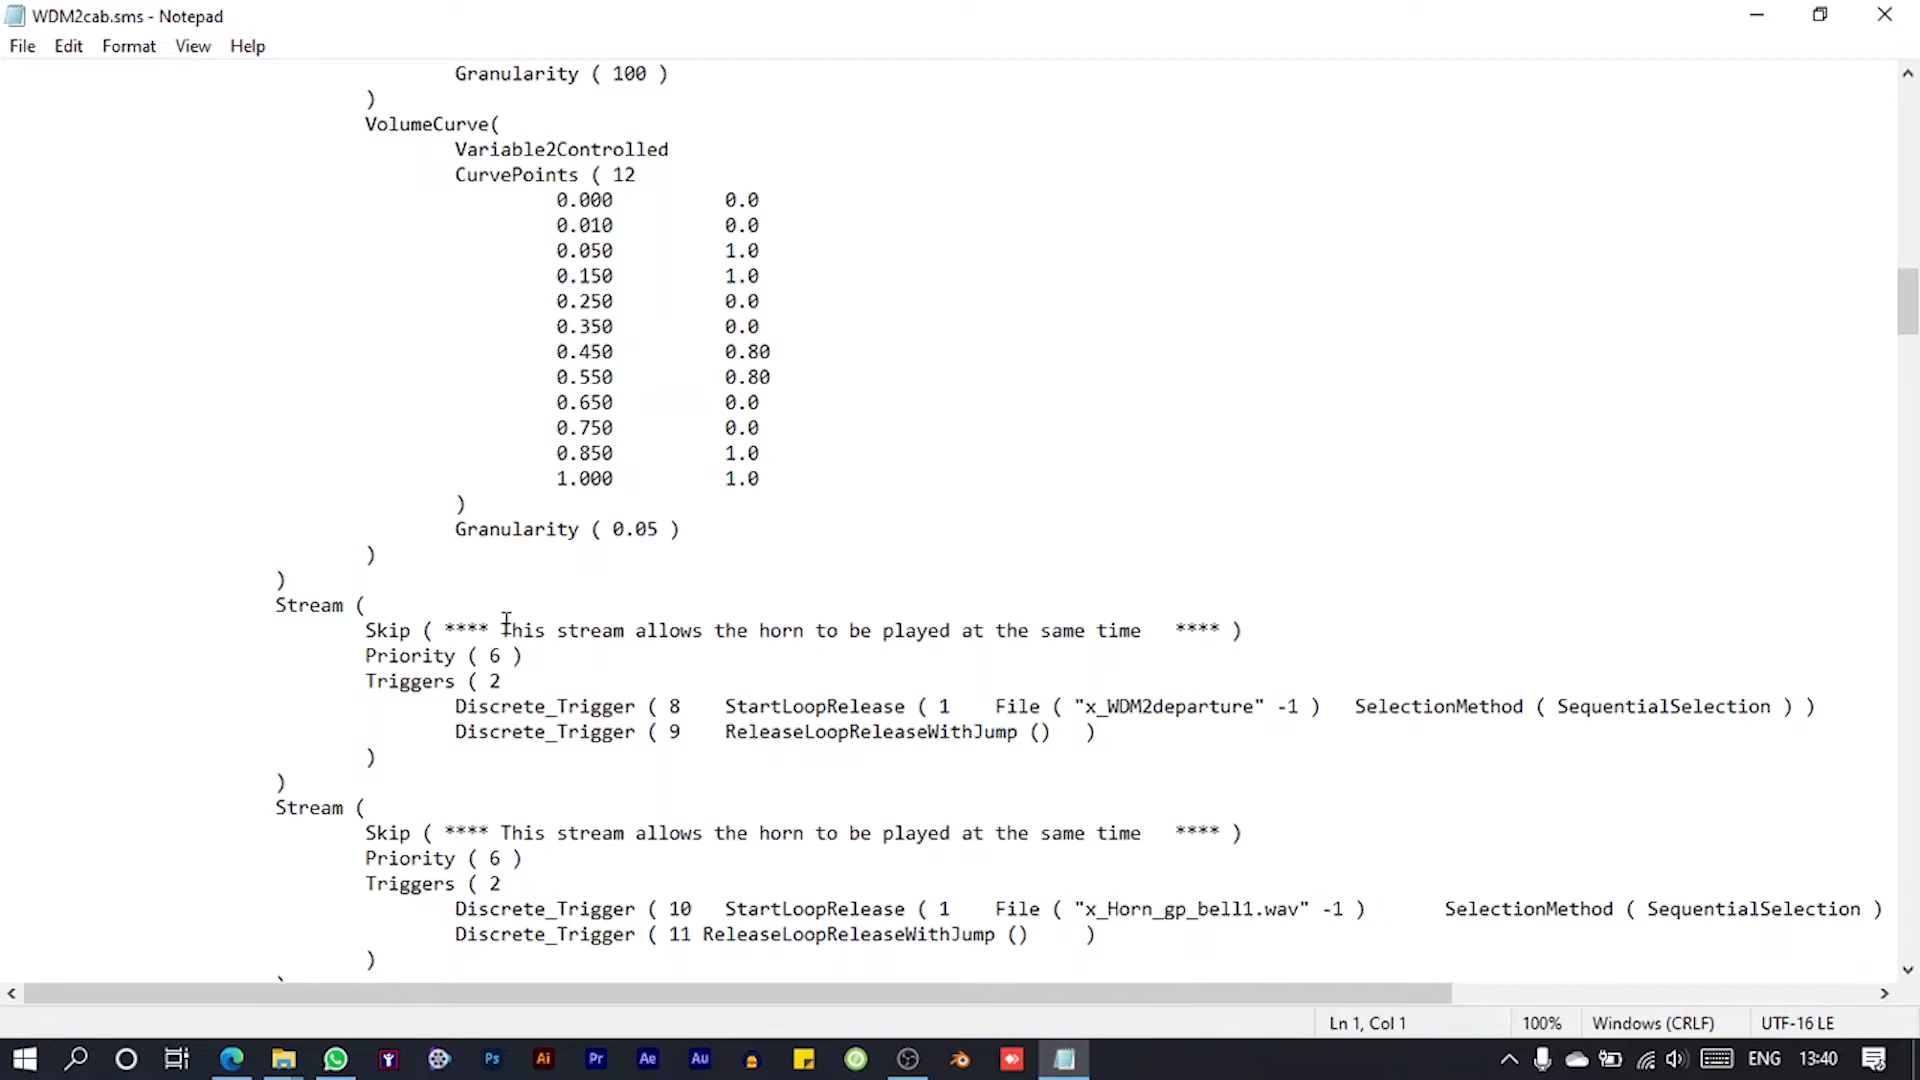 WDM2cab.sms - Notepad
File Edit Format View Help
Granularity ( 100 )
)
VolumeCurve(
Variable2Controlled
CurvePoints ( 12
0.000 0.0
0.010 0.0
0.050 1.0
0.150 1.0
0.250 0.0
0.350 0.0
0.450 0.80
0.550 0.80
0.650 0.0
0.750 0.0
0.850 1.0
1.000 1.0
)
Granularity ( 0.05 )
)
)
Stream (
Skip ( **** This stream allows the horn to be played at the same time **** )
Priority ( 6 )
Triggers ( 2
Discrete_Trigger ( 8 StartLoopRelease ( 1 File ( "x_WDM2departure" -1 ) SelectionMethod ( SequentialSelection ) )
Discrete_Trigger ( 9 ReleaseLoopReleaseWithJump () )
)
)
Stream (
Skip ( **** This stream allows the horn to be played at the same time **** )
Priority ( 6 )
Triggers ( 2
Discrete_Trigger ( 10 StartLoopRelease ( 1 File ( "x_Horn_gp_bell1.wav" -1 ) SelectionMethod ( SequentialSelection )
Discrete_Trigger ( 11 ReleaseLoopReleaseWithJump () )
)
Ln 1, Col 1 100% Windows (CRLF) UTF-16 LE
Ps Ai Pr Ae Au ENG 13:40